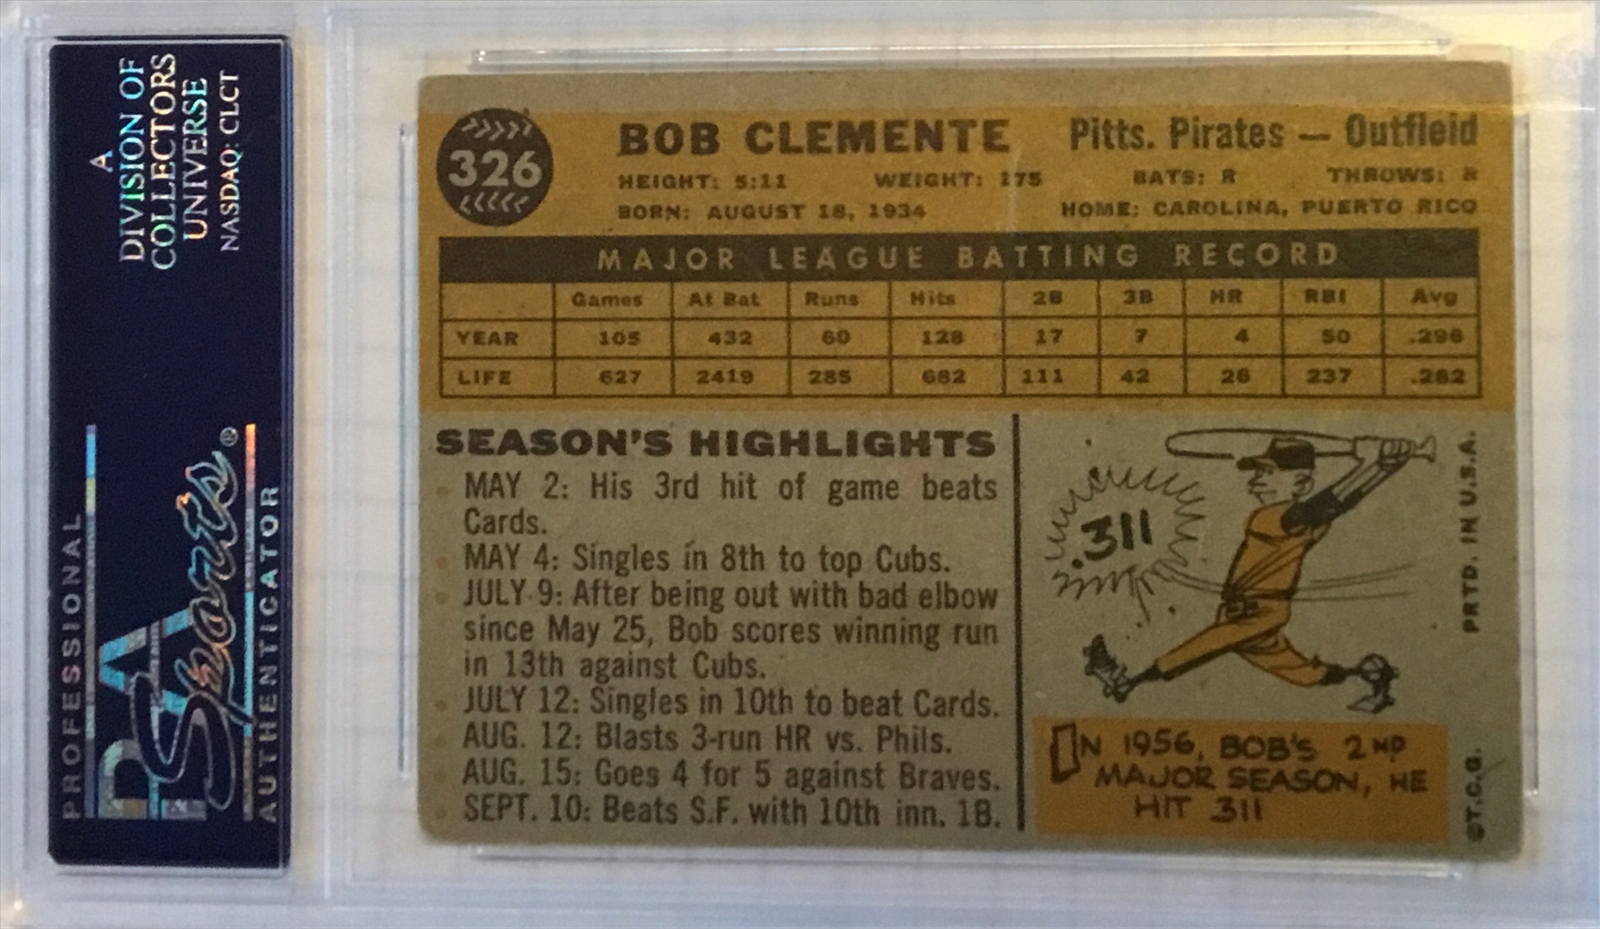 A
DIVISION OF
COLLECTORS
UNIVERSE
NASDAQ: CLCT
PROFESSIONAL
PSA
Sports®
AUTHENTICATOR
326
BOB CLEMENTE Pitts. Pirates — Outfield
HEIGHT: 5:11 WEIGHT: 175 BATS: R THROWS: R
BORN: AUGUST 18, 1934 HOME: CAROLINA, PUERTO RICO
MAJOR LEAGUE BATTING RECORD
Games At Bat Runs Hits 2B 3B HR RBI Avg
YEAR 105 432 60 128 17 7 4 50 .296
LIFE 627 2419 285 682 111 42 26 237 .282
SEASON'S HIGHLIGHTS
MAY 2: His 3rd hit of game beats
Cards.
MAY 4: Singles in 8th to top Cubs.
JULY 9: After being out with bad elbow
since May 25, Bob scores winning run
in 13th against Cubs.
JULY 12: Singles in 10th to beat Cards.
AUG. 12: Blasts 3-run HR vs. Phils.
AUG. 15: Goes 4 for 5 against Braves.
SEPT. 10: Beats S.F. with 10th inn. 1B.
.311
IN 1956, BOB'S 2ND
MAJOR SEASON, HE
HIT 311
©T.C.G. PRTD. IN U.S.A.